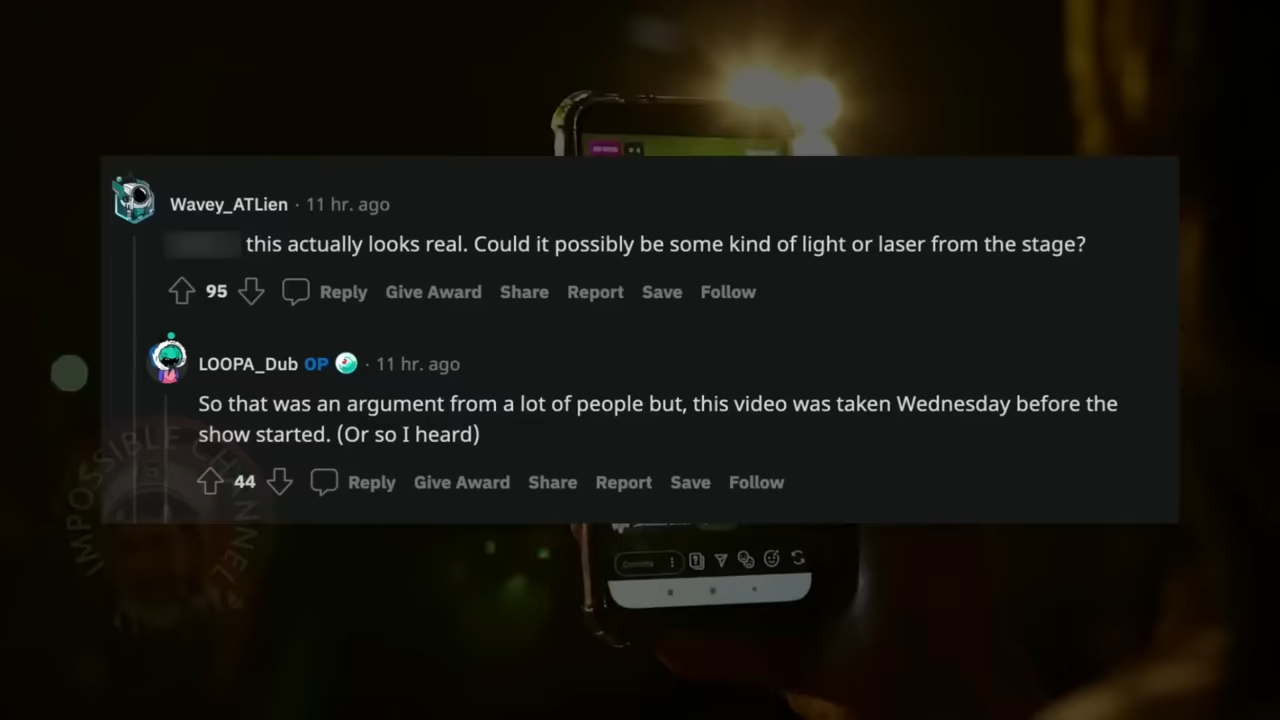 Wavey_ATLien · 11 hr. ago
this actually looks real. Could it possibly be some kind of light or laser from the stage?
95 Reply Give Award Share Report Save Follow
LOOPA_Dub OP · 11 hr. ago
So that was an argument from a lot of people but, this video was taken Wednesday before the
show started. (Or so I heard)
44 Reply Give Award Share Report Save Follow
IMPOSSIBLE CHANNEL